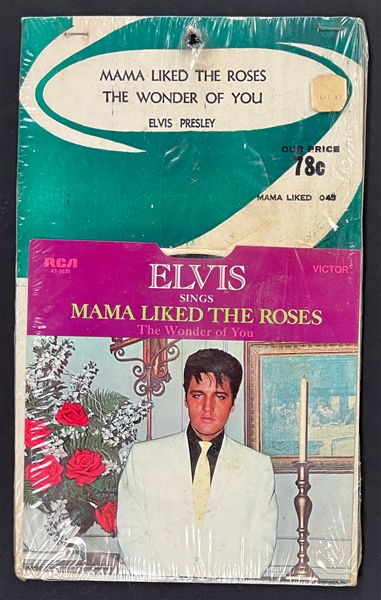 MAMA LIKED THE ROSES
THE WONDER OF YOU
ELVIS PRESLEY
OUR PRICE
78c
MAMA LIKED 045
RCA
VICTOR
ELVIS
SINGS
MAMA LIKED THE ROSES
The Wonder of You